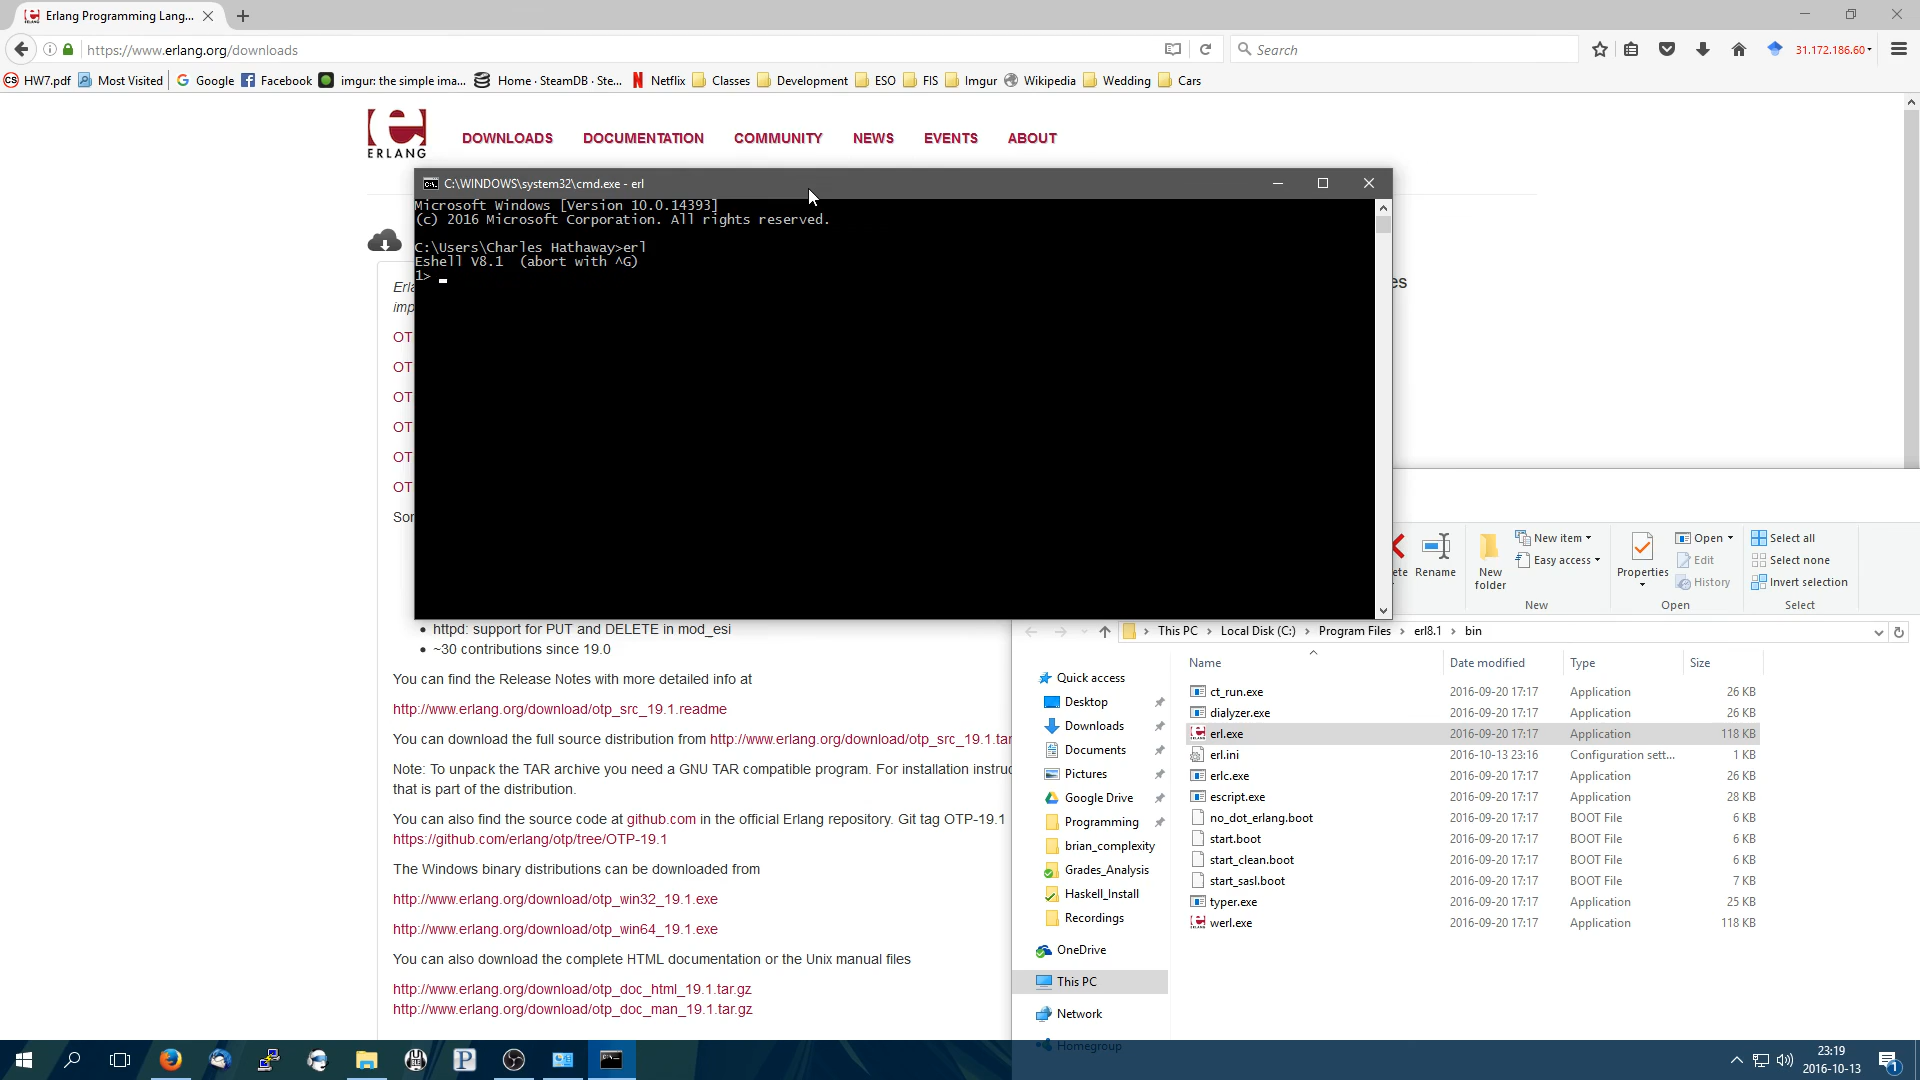 Erlang Programming Lang...
https://www.erlang.org/downloads
Search
31.172.186.60
HW7.pdf Most Visited Google Facebook imgur: the simple ima... Home · SteamDB · Ste... Netflix Classes Development ESO FIS Imgur Wikipedia Wedding Cars
ERLANG
DOWNLOADS DOCUMENTATION COMMUNITY NEWS EVENTS ABOUT
C:\WINDOWS\system32\cmd.exe - erl
Microsoft Windows [Version 10.0.14393]
(c) 2016 Microsoft Corporation. All rights reserved.
C:\Users\Charles Hathaway>erl
Eshell V8.1 (abort with ^G)
1>
Erl
imp
OT
OT
OT
OT
OT
OT
Sor
es
• httpd: support for PUT and DELETE in mod_esi
• ~30 contributions since 19.0
You can find the Release Notes with more detailed info at
http://www.erlang.org/download/otp_src_19.1.readme
You can download the full source distribution from http://www.erlang.org/download/otp_src_19.1.tar
Note: To unpack the TAR archive you need a GNU TAR compatible program. For installation instruc
that is part of the distribution.
You can also find the source code at github.com in the official Erlang repository. Git tag OTP-19.1
https://github.com/erlang/otp/tree/OTP-19.1
The Windows binary distributions can be downloaded from
http://www.erlang.org/download/otp_win32_19.1.exe
http://www.erlang.org/download/otp_win64_19.1.exe
You can also download the complete HTML documentation or the Unix manual files
http://www.erlang.org/download/otp_doc_html_19.1.tar.gz
http://www.erlang.org/download/otp_doc_man_19.1.tar.gz
ete Rename
New folder
New item
Easy access
New
Properties
Open
Edit
History
Open
Select all
Select none
Invert selection
Select
This PC > Local Disk (C:) > Program Files > erl8.1 > bin
Quick access
Desktop
Downloads
Documents
Pictures
Google Drive
Programming
brian_complexity
Grades_Analysis
Haskell_Install
Recordings
OneDrive
This PC
Network
Homegroup
Name Date modified Type Size
ct_run.exe 2016-09-20 17:17 Application 26 KB
dialyzer.exe 2016-09-20 17:17 Application 26 KB
erl.exe 2016-09-20 17:17 Application 118 KB
erl.ini 2016-10-13 23:16 Configuration sett... 1 KB
erlc.exe 2016-09-20 17:17 Application 26 KB
escript.exe 2016-09-20 17:17 Application 28 KB
no_dot_erlang.boot 2016-09-20 17:17 BOOT File 6 KB
start.boot 2016-09-20 17:17 BOOT File 6 KB
start_clean.boot 2016-09-20 17:17 BOOT File 6 KB
start_sasl.boot 2016-09-20 17:17 BOOT File 7 KB
typer.exe 2016-09-20 17:17 Application 25 KB
werl.exe 2016-09-20 17:17 Application 118 KB
23:19
2016-10-13
1